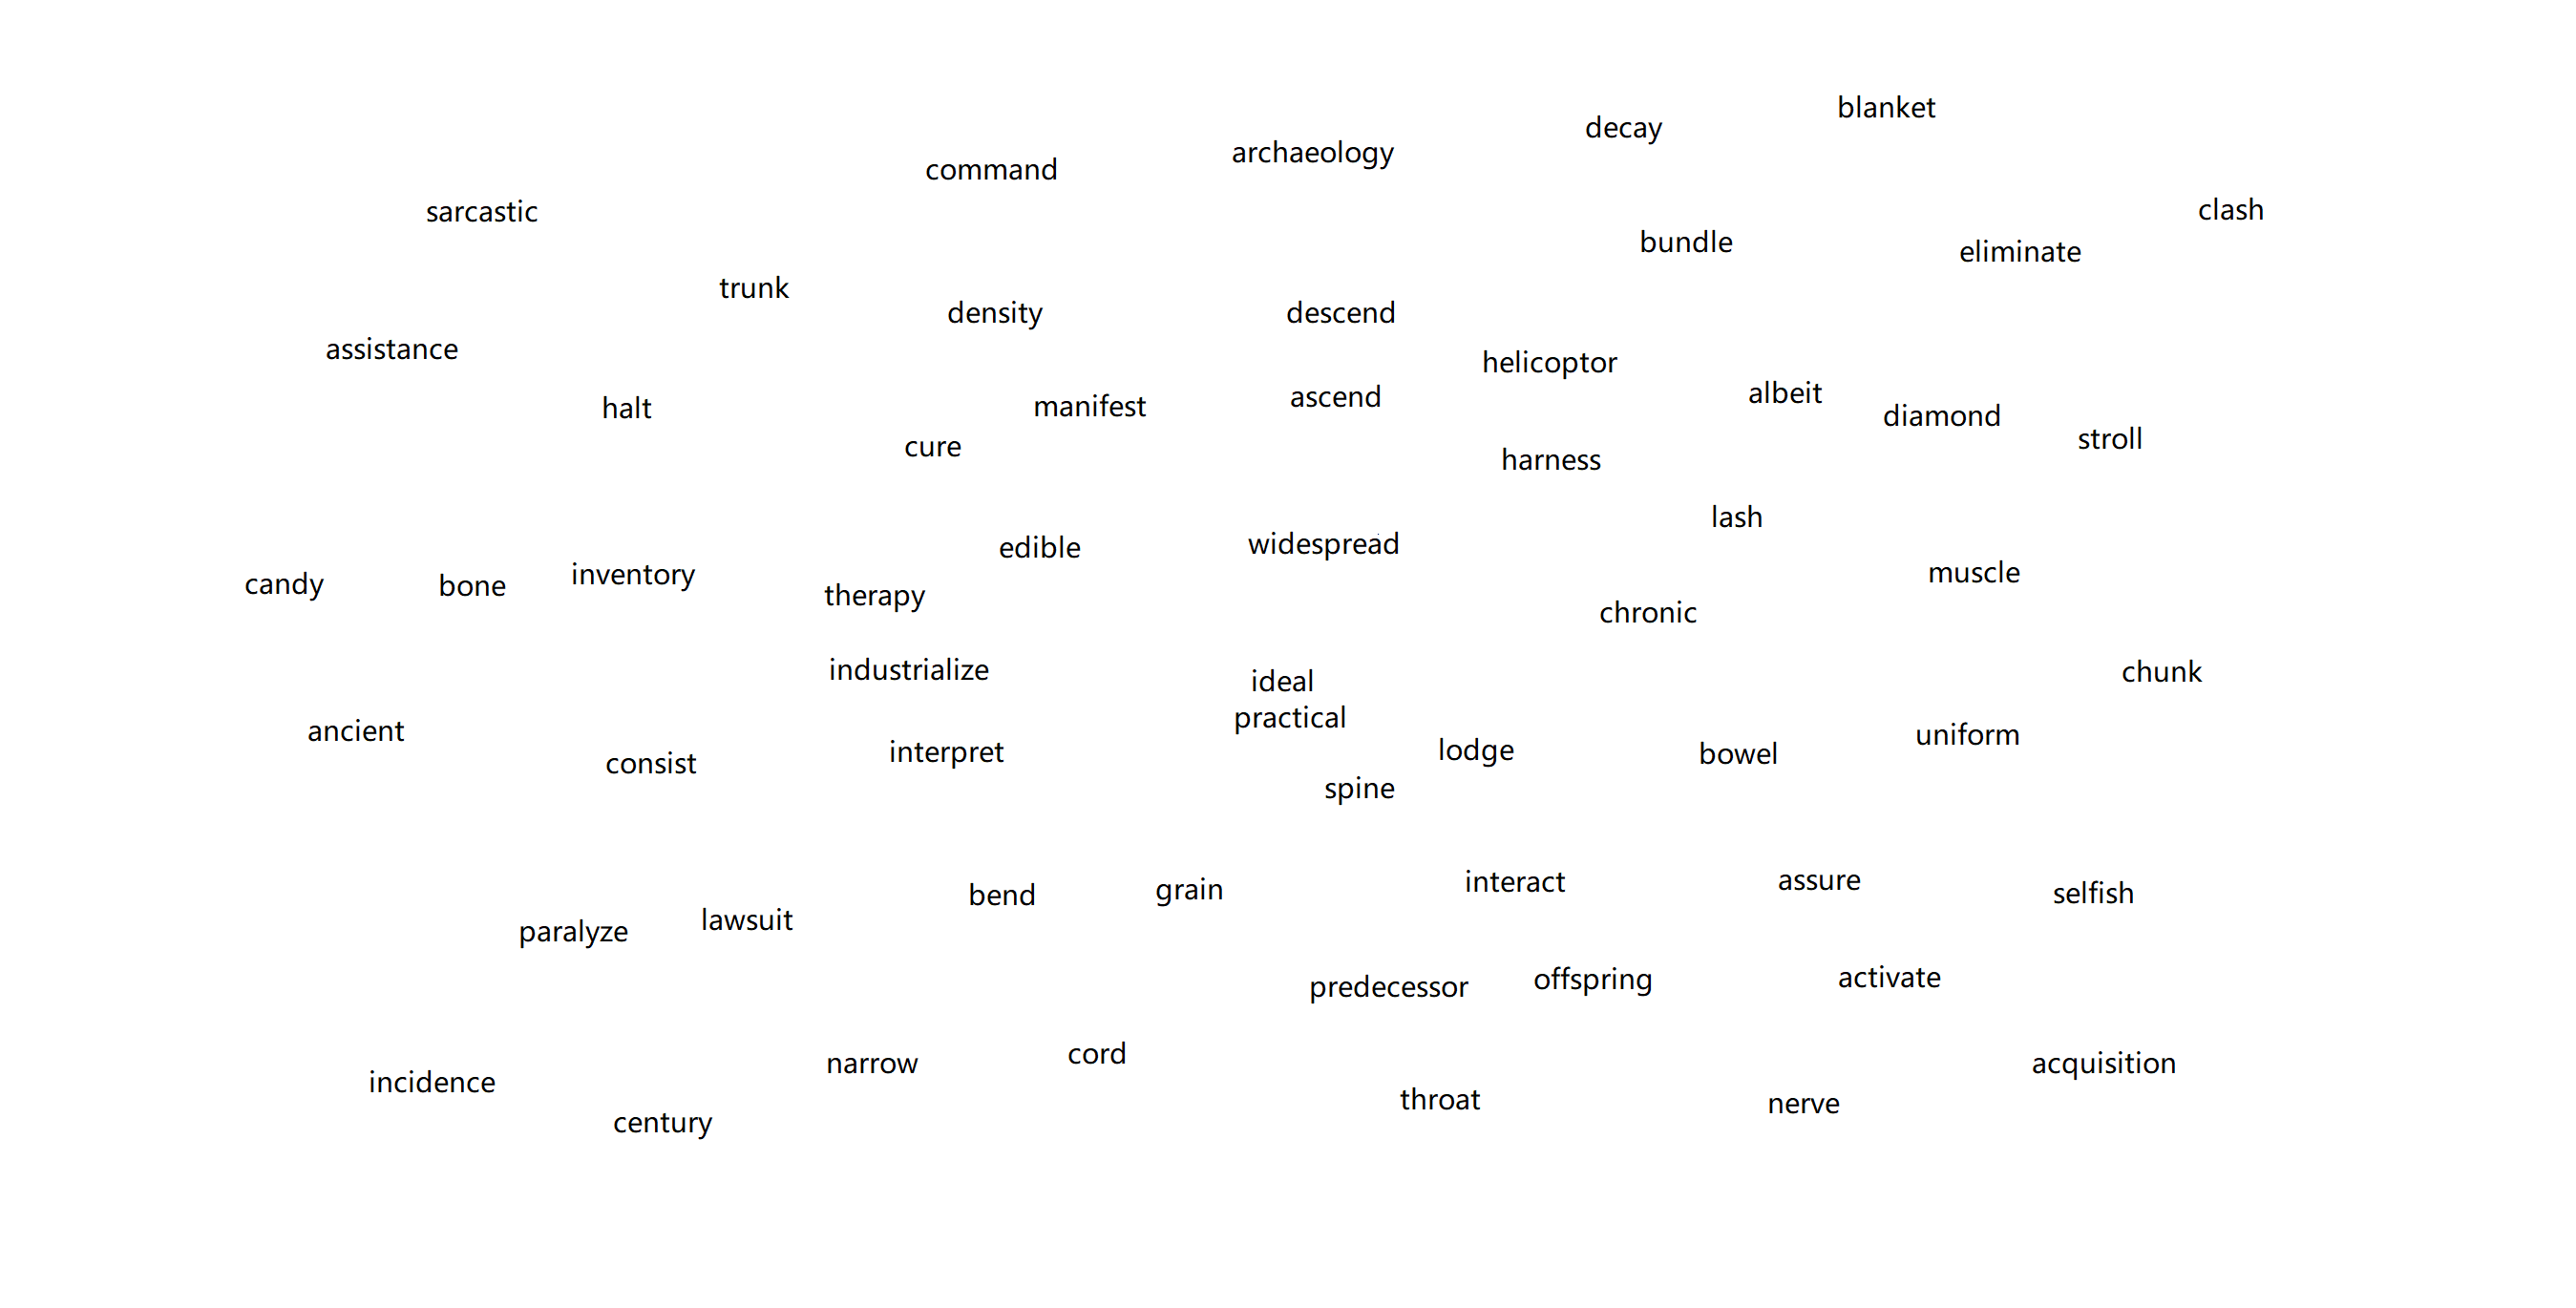 blanket
decay
archaeology
command
sarcastic
clash
bundle
eliminate
trunk
density
descend
assistance
helicoptor
albeit
ascend
manifest
halt
diamond
stroll
cure
harness
lash
widespread
edible
muscle
inventory
candy
bone
therapy
chronic
industrialize
chunk
ideal
practical
ancient
uniform
lodge
interpret
bowel
consist
spine
assure
interact
grain
selfish
bend
lawsuit
paralyze
activate
offspring
predecessor
cord
narrow
acquisition
incidence
throat
nerve
century